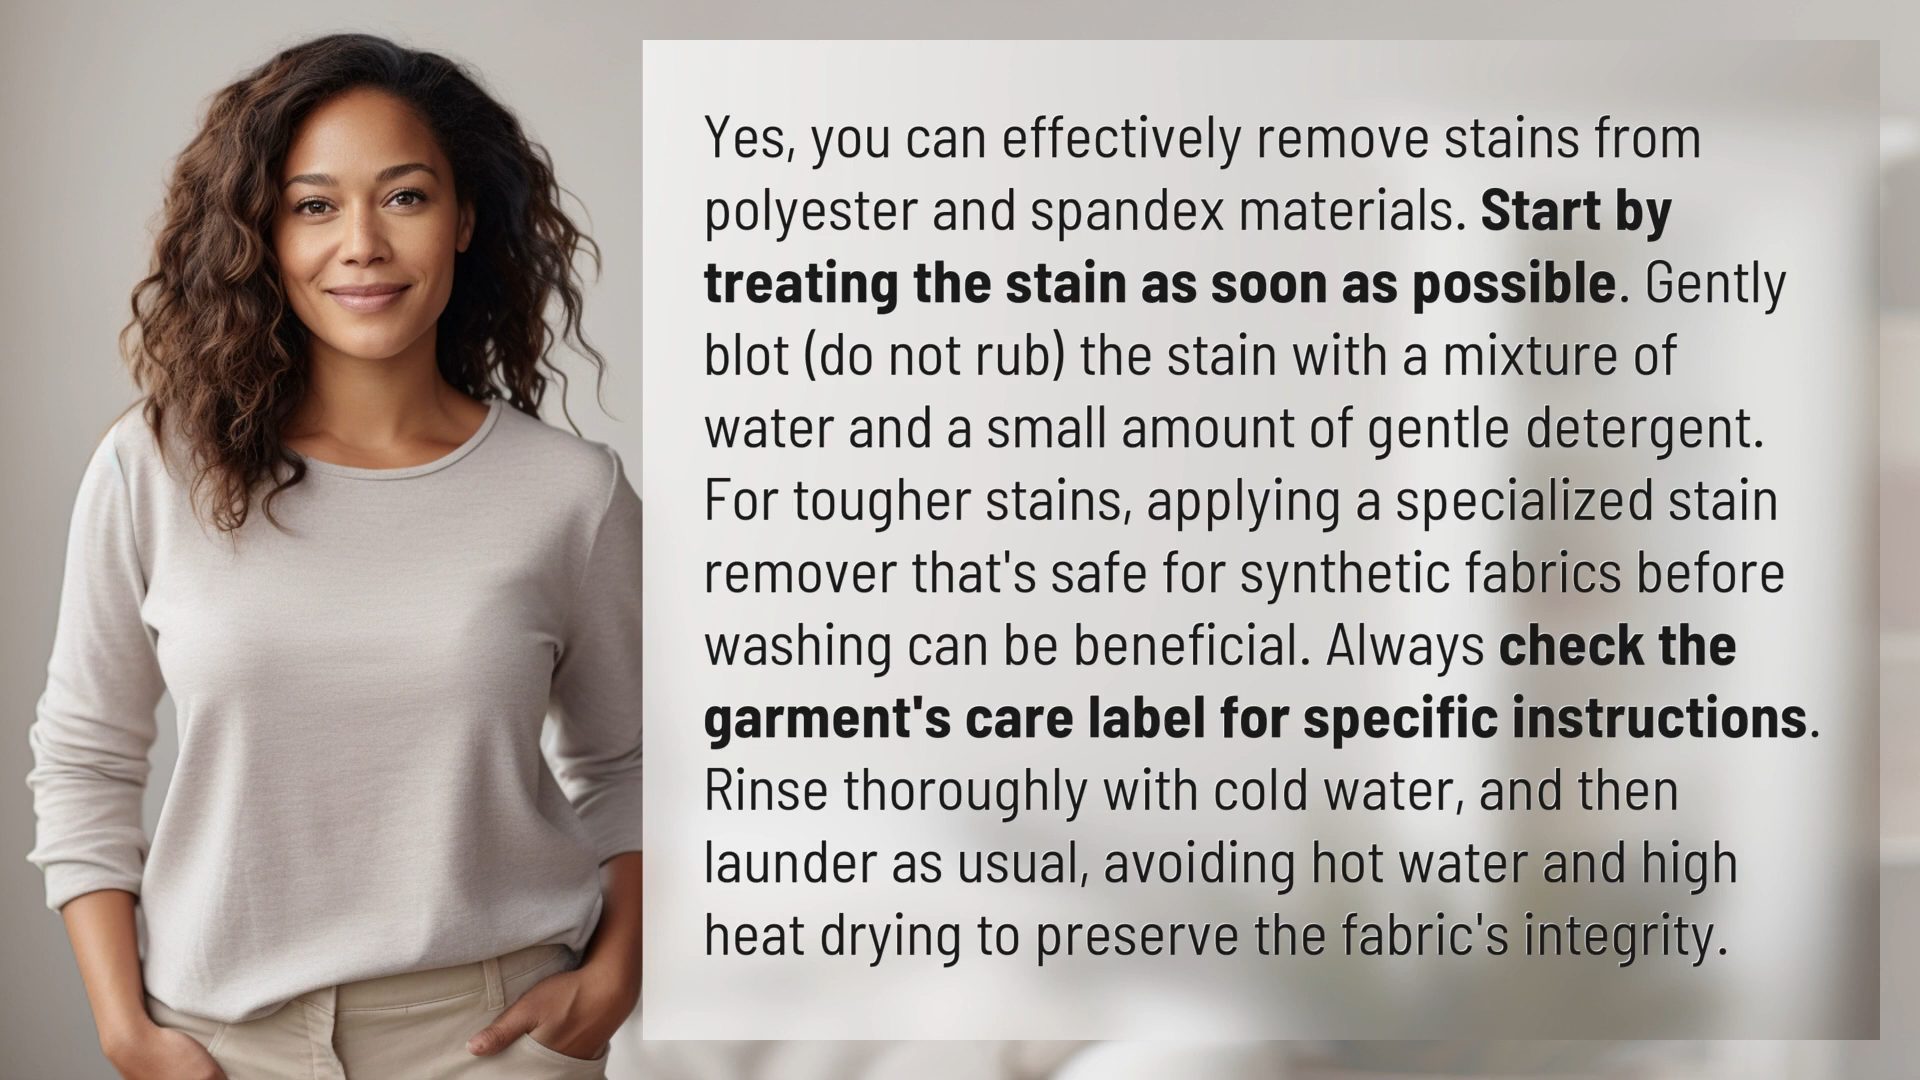 Yes, you can effectively remove stains from
polyester and spandex materials. Start by
treating the stain as soon as possible. Gently
blot (do not rub) the stain with a mixture of
water and a small amount of gentle detergent.
For tougher stains, applying a specialized stain
remover that's safe for synthetic fabrics before
washing can be beneficial. Always check the
garment's care label for specific instructions.
Rinse thoroughly with cold water, and then
launder as usual, avoiding hot water and high
heat drying to preserve the fabric's integrity.